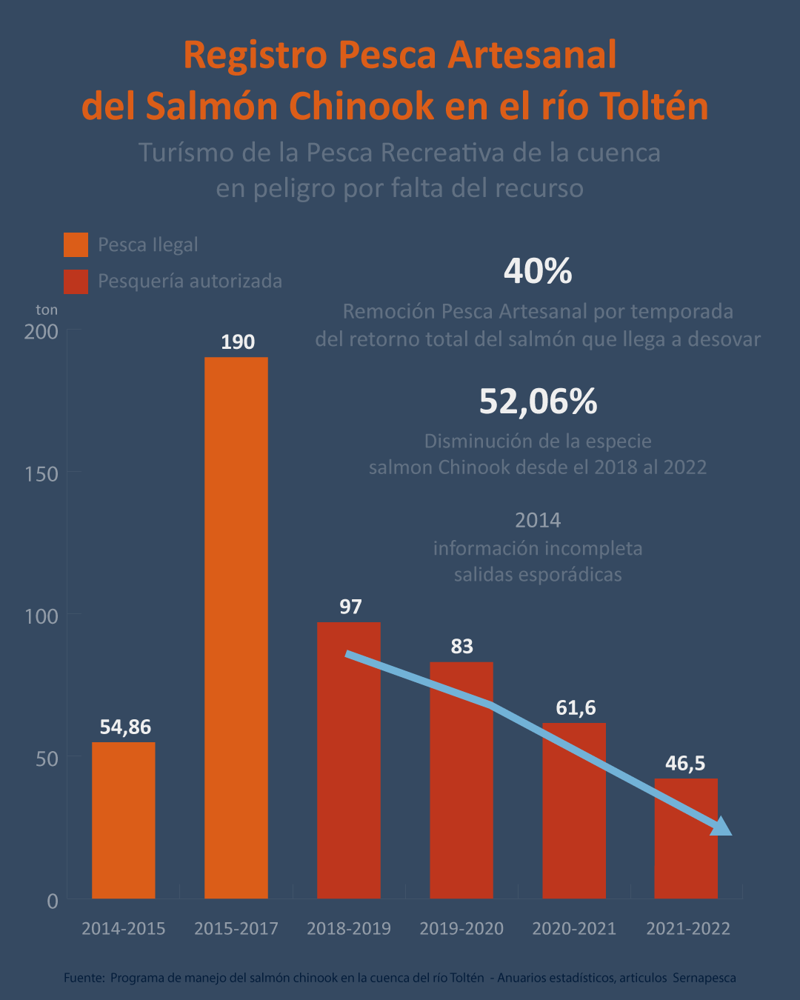 Registro Pesca Artesanal
del Salmón Chinook en el río Toltén
Turísmo de la Pesca Recreativa de la cuenca
en peligro por falta del recurso
Pesca Ilegal
Pesquería autorizada
40%
Remoción Pesca Artesanal por temporada
del retorno total del salmón que llega a desovar
52,06%
Disminución de la especie
salmon Chinook desde el 2018 al 2022
2014
información incompleta
salidas esporádicas
ton
200
150
100
50
0
54,86
190
97
83
61,6
46,5
2014-2015
2015-2017
2018-2019
2019-2020
2020-2021
2021-2022
Fuente: Programa de manejo del salmón chinook en la cuenca del río Toltén - Anuarios estadísticos, articulos Sernapesca